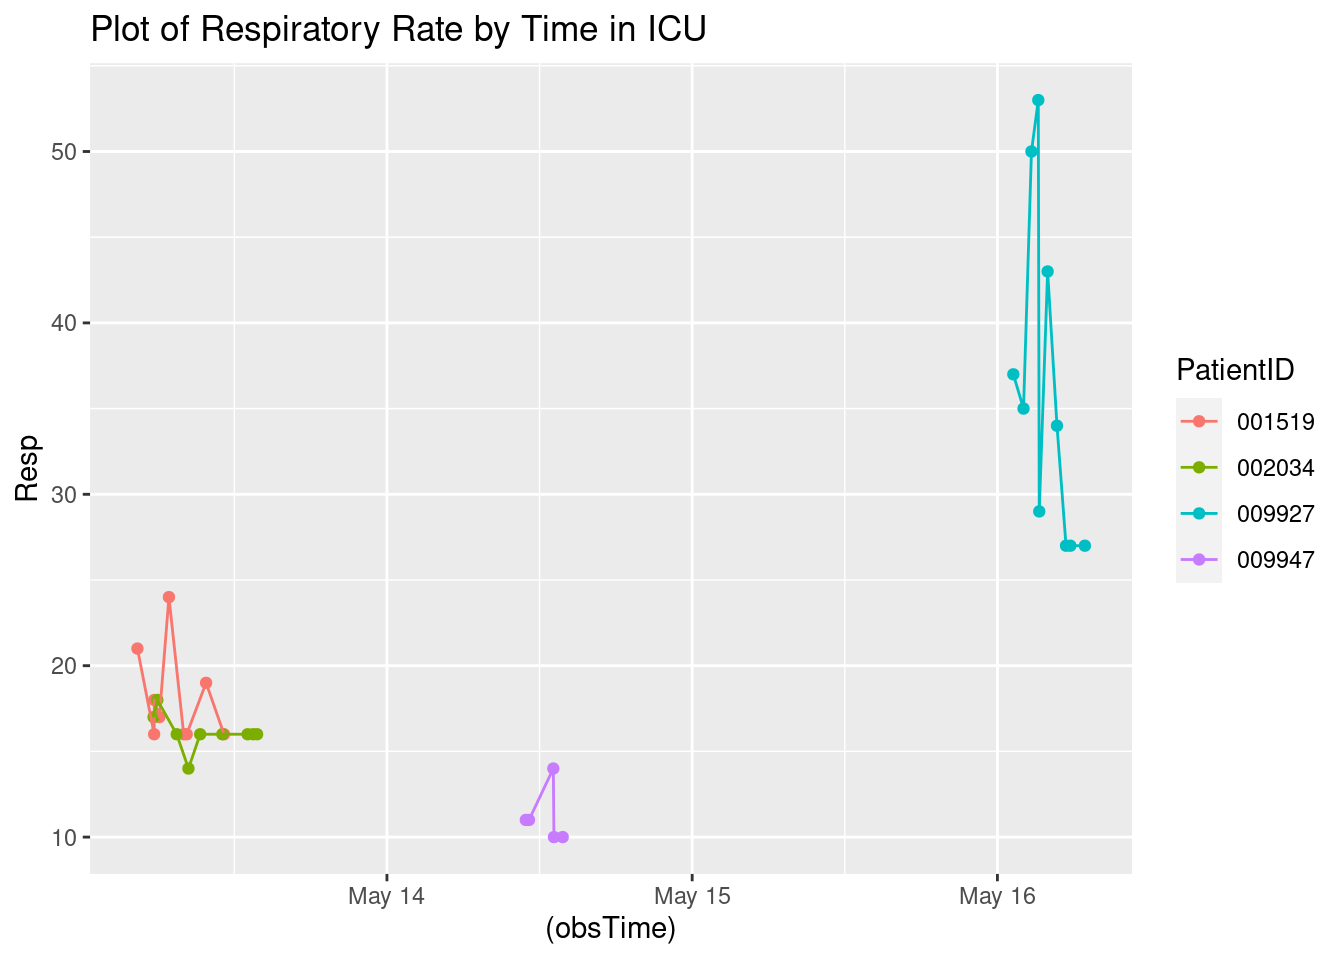 Plot of Respiratory Rate by Time in ICU
50
40
30
20
10
Resp
May 14 May 15 May 16
(obsTime)
PatientID
001519
002034
009927
009947